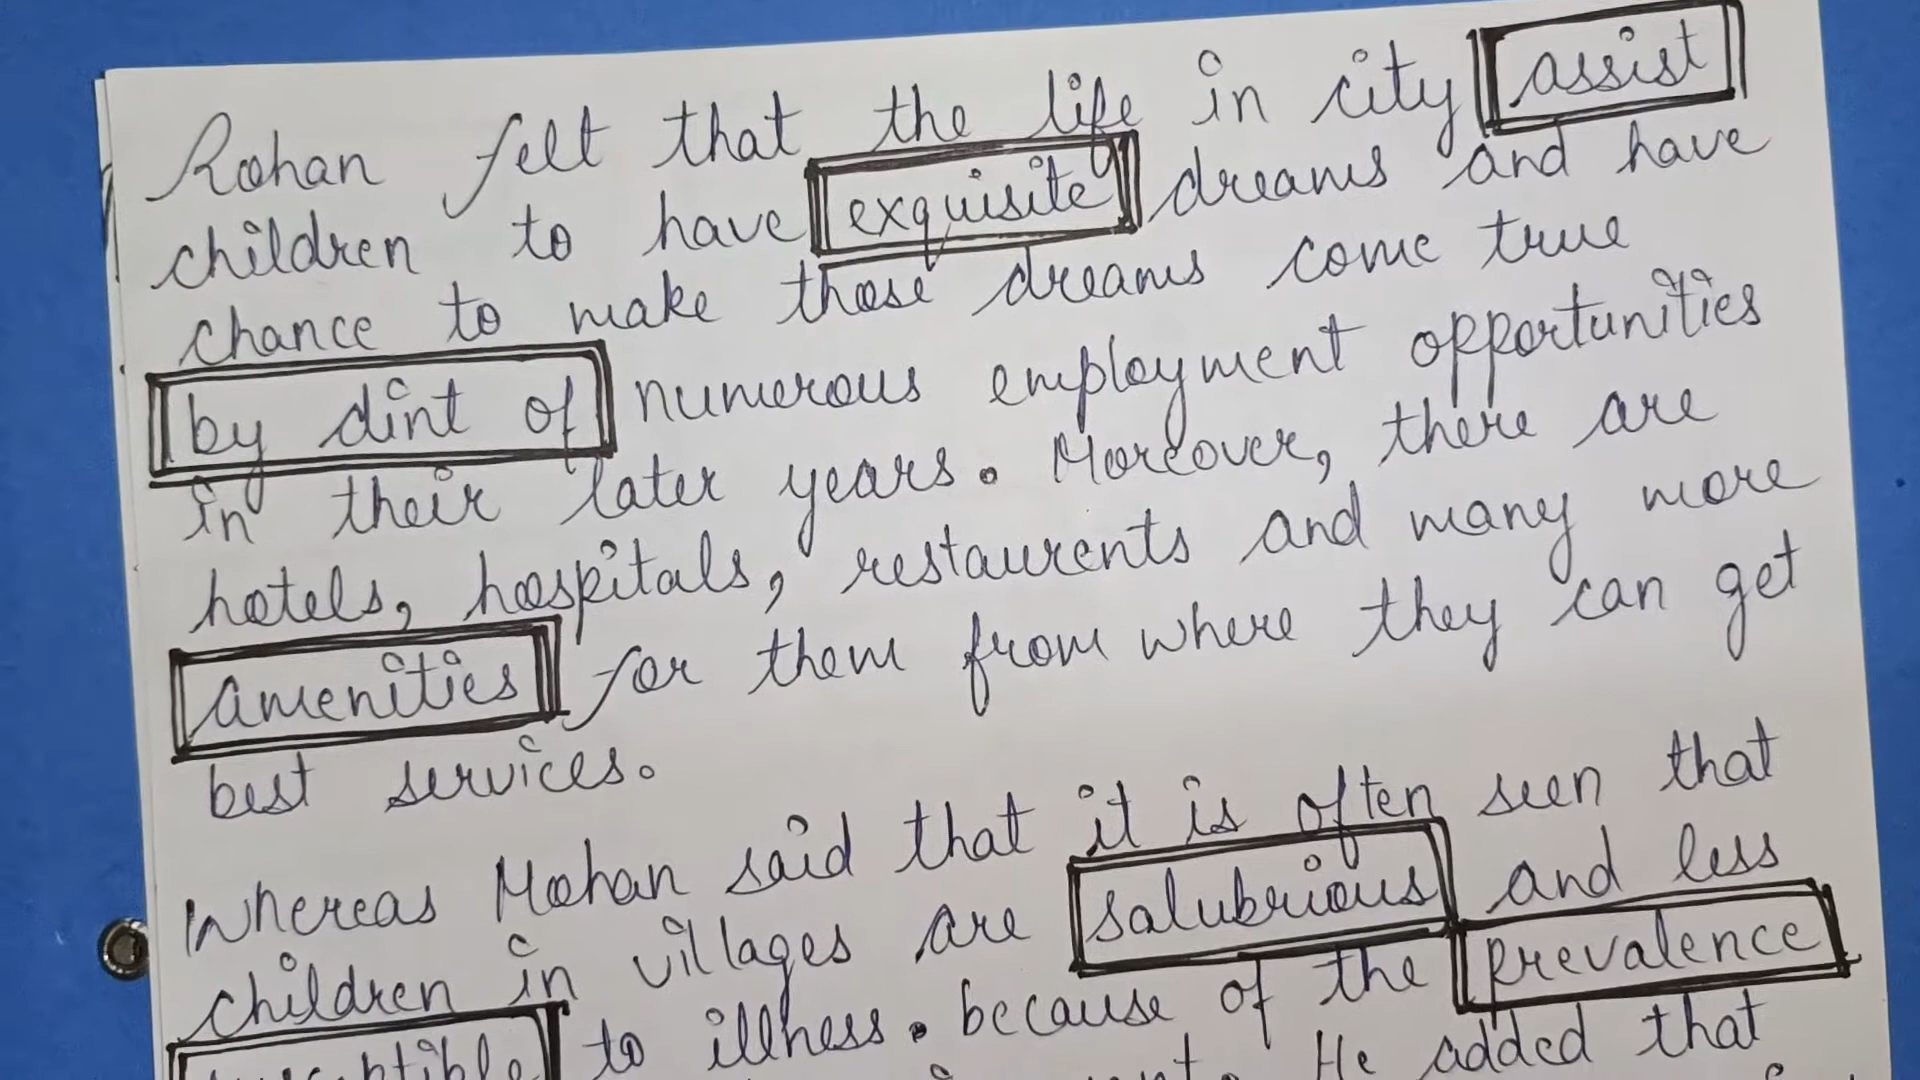 Rohan felt that the life in city assist
children to have exquisite dreams and have
chance to make those dreams come true
by dint of numerous employment opportunities
in their later years. Moreover, there are
hotels, hospitals, restaurents and many more
amenities for them from where they can get
best services.
Whereas Mohan said that it is often seen that
children in villages are salubrious and less
susceptible to illness. because of the prevalence
He added that